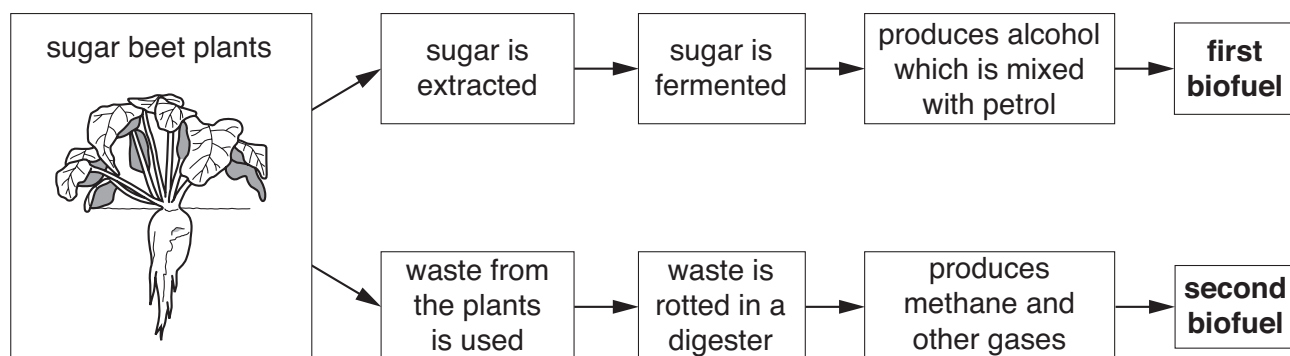 sugar beet plants
sugar is
extracted
sugar is
fermented
produces alcohol
which is mixed
with petrol
first
biofuel
waste from
the plants
is used
waste is
rotted in a
digester
produces
methane and
other gases
second
biofuel